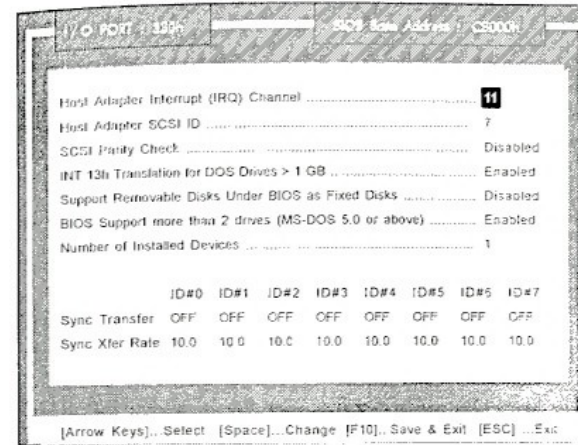 I/O PORT : 330h BIOS Base Address : C8000H
Host Adapter Interrupt (IRQ) Channel ........................................ 11
Host Adapter SCSI ID ........................................ 7
SCSI Parity Check ........................................ Disabled
INT 13h Translation for DOS Drives > 1 GB ........................................ Enabled
Support Removable Disks Under BIOS as Fixed Disks .................... Disabled
BIOS Support more than 2 drives (MS-DOS 5.0 or above) ............ Enabled
Number of Installed Devices ........................................ 1
ID#0 ID#1 ID#2 ID#3 ID#4 ID#5 ID#6 ID#7
Sync Transfer OFF OFF OFF OFF OFF OFF OFF OFF
Sync Xfer Rate 10.0 10.0 10.0 10.0 10.0 10.0 10.0 10.0
[Arrow Keys]...Select [Space]...Change [F10]...Save & Exit [ESC] ...Exit